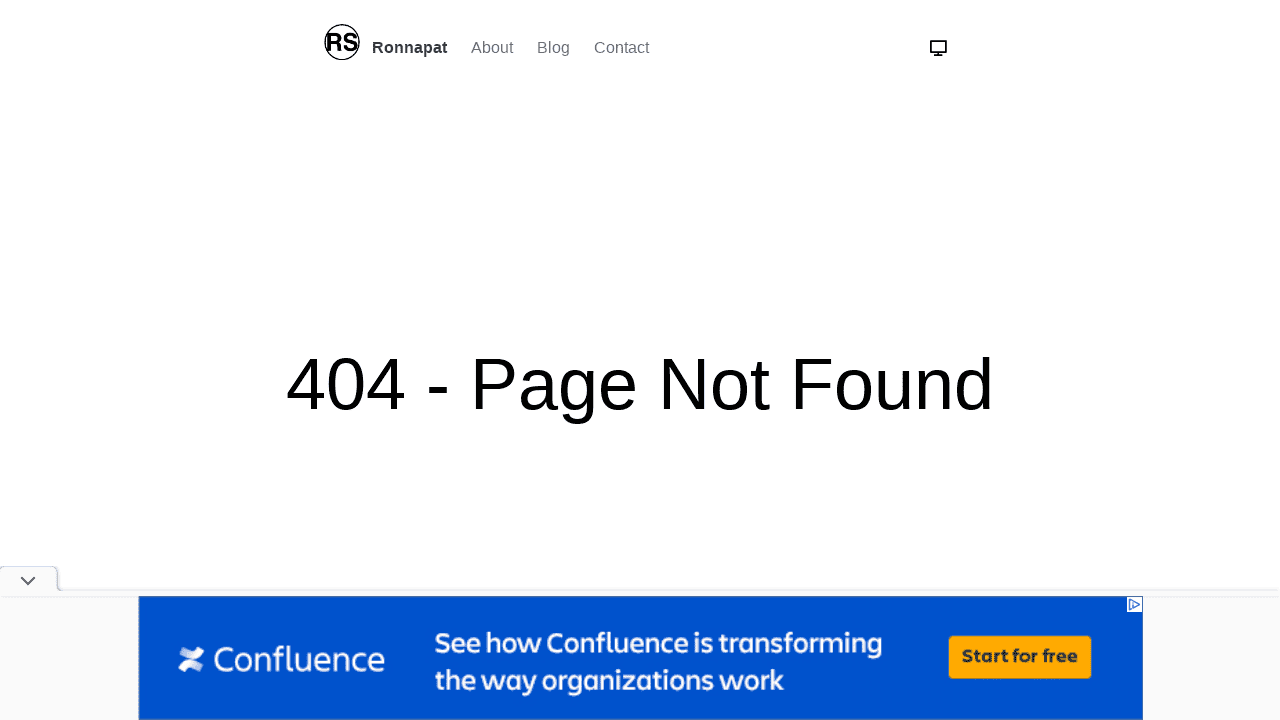 RS Ronnapat About Blog Contact
404 - Page Not Found
Confluence
See how Confluence is transforming
the way organizations work
Start for free